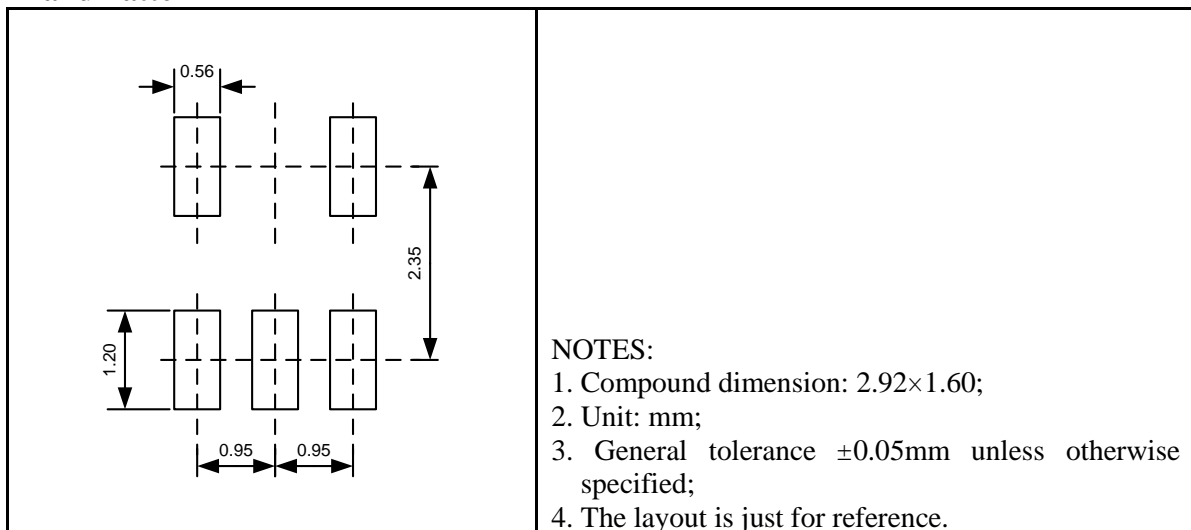 0.56
2.35
1.20
0.95 0.95
NOTES:
1. Compound dimension: 2.92×1.60;
2. Unit: mm;
3. General tolerance ±0.05mm unless otherwise
specified;
4. The layout is just for reference.